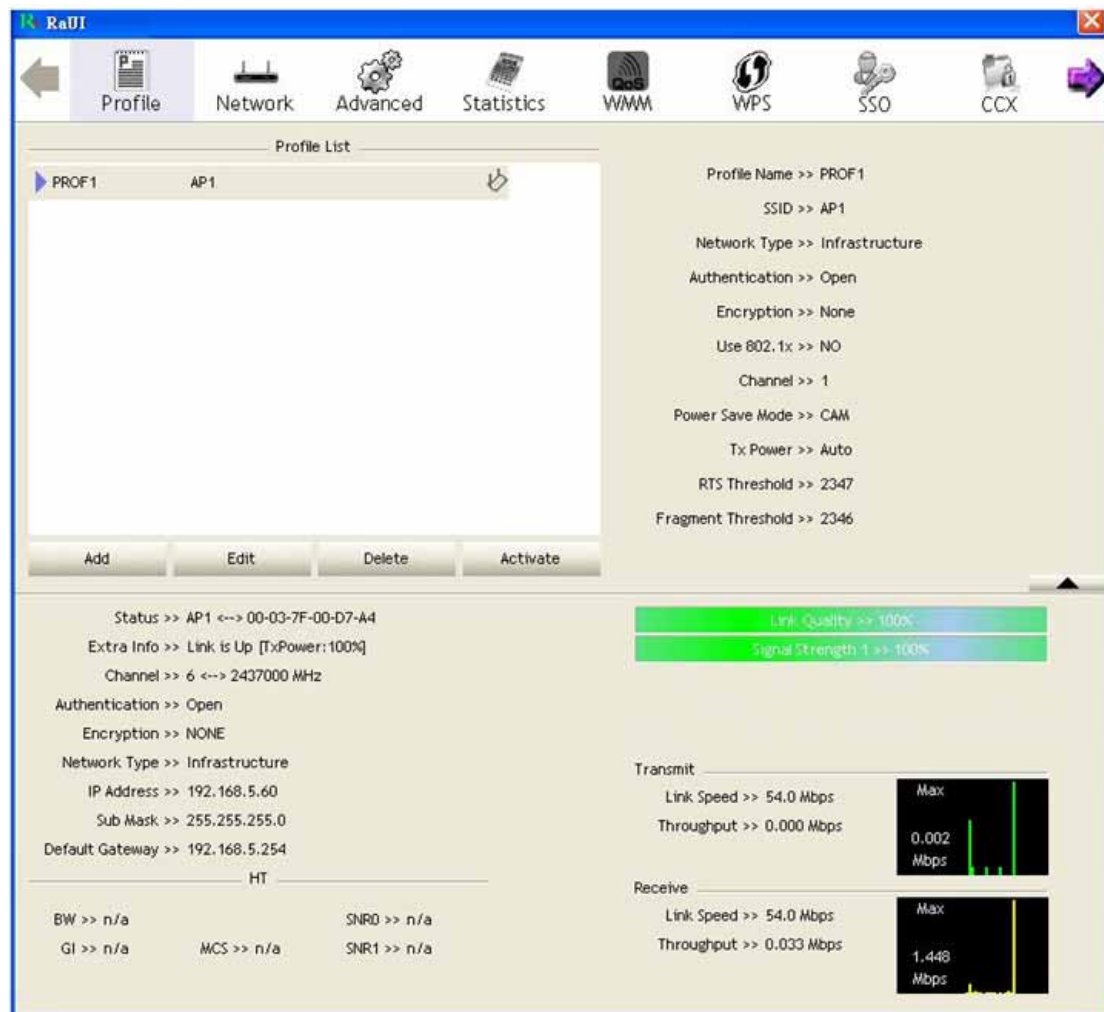 RaUI
Profile Network Advanced Statistics WMM WPS SSO CCX
QoS
Profile List
PROF1 AP1
Profile Name >> PROF1
SSID >> AP1
Network Type >> Infrastructure
Authentication >> Open
Encryption >> None
Use 802.1x >> NO
Channel >> 1
Power Save Mode >> CAM
Tx Power >> Auto
RTS Threshold >> 2347
Fragment Threshold >> 2346
Add Edit Delete Activate
Status >> AP1 <--> 00-03-7F-00-D7-A4
Extra Info >> Link is Up [TxPower:100%]
Channel >> 6 <--> 2437000 MHz
Authentication >> Open
Encryption >> NONE
Network Type >> Infrastructure
IP Address >> 192.168.5.60
Sub Mask >> 255.255.255.0
Default Gateway >> 192.168.5.254
HT
BW >> n/a SNR0 >> n/a
GI >> n/a MCS >> n/a SNR1 >> n/a
Link Quality >> 100%
Signal Strength 1 >> 100%
Transmit
Link Speed >> 54.0 Mbps
Throughput >> 0.000 Mbps
Max
0.002
Mbps
Receive
Link Speed >> 54.0 Mbps
Throughput >> 0.033 Mbps
Max
1.448
Mbps